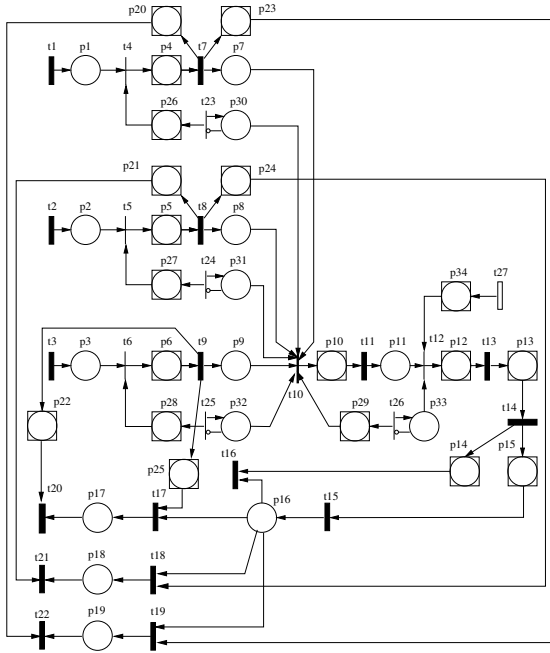 p20 p23
t1 p1 t4 p4 t7 p7
p26 t23 p30
p21 p24
t2 p2 t5 p5 t8 p8
p27 t24 p31
p34 t27
t3 p3 t6 p6 t9 p9 p10 t11 p11 t12 p12 t13 p13
t10
p22 p28 t25 p32 p29 t26 p33
t14
p25 t16 p14 p15
t20 p17 t17 p16 t15
t21 p18 t18
t22 p19 t19